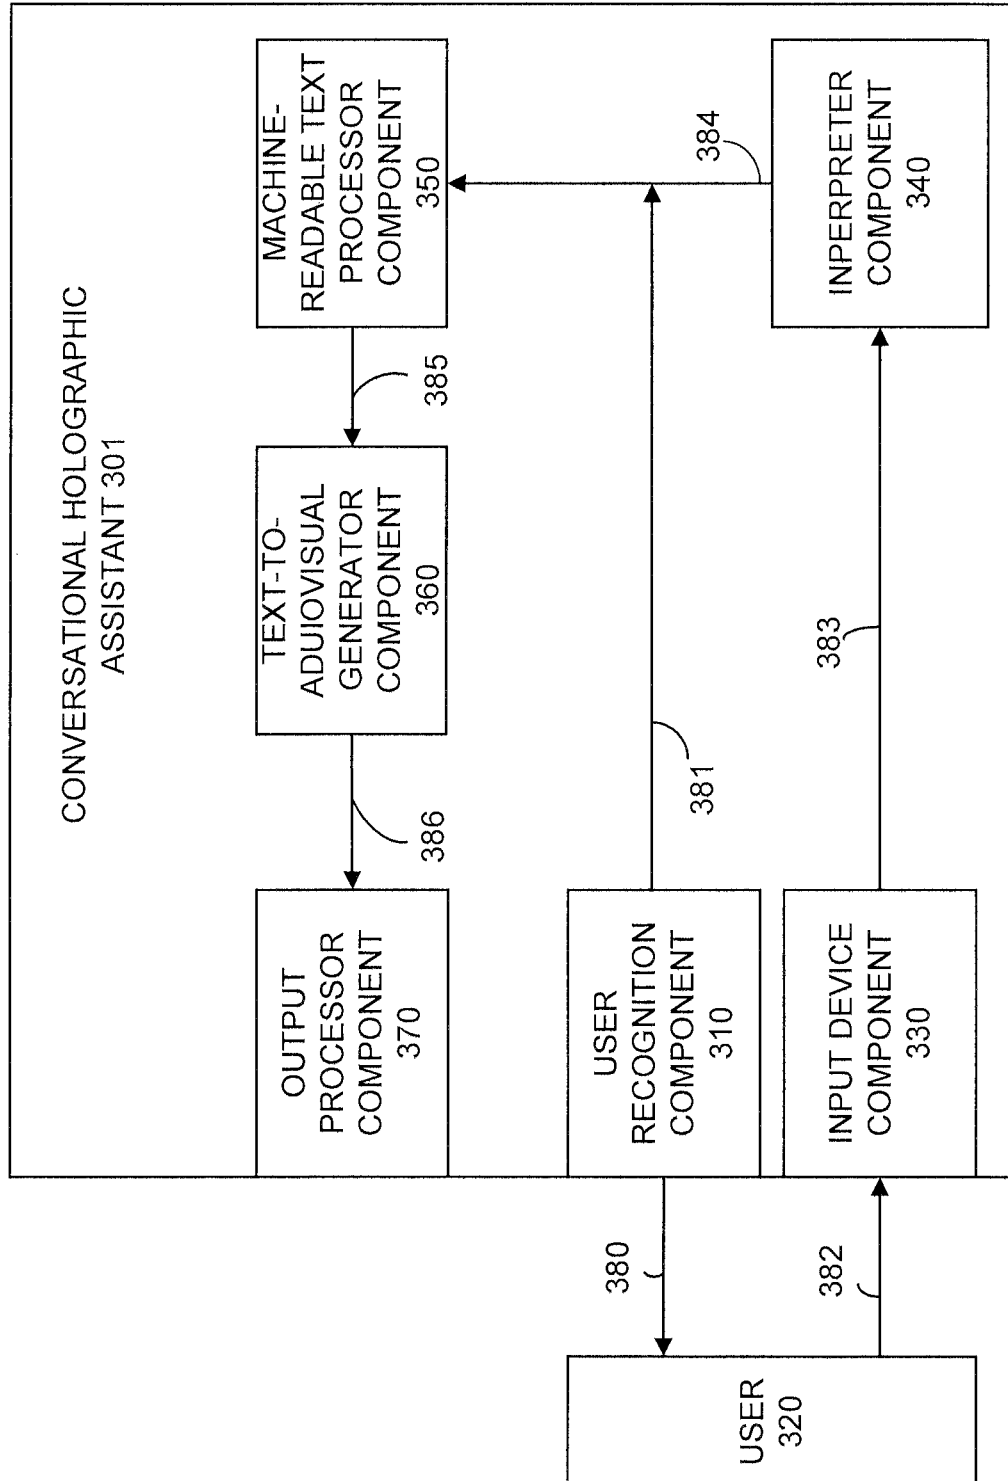 CONVERSATIONAL HOLOGRAPHIC
ASSISTANT 301
OUTPUT
PROCESSOR
COMPONENT
370
386
TEXT-TO-
ADUIOVISUAL
GENERATOR
COMPONENT
360
385
MACHINE-
READABLE TEXT
PROCESSOR
COMPONENT
350
USER
RECOGNITION
COMPONENT
310
381
384
380
USER
320
382
INPUT DEVICE
COMPONENT
330
383
INPERPRETER
COMPONENT
340